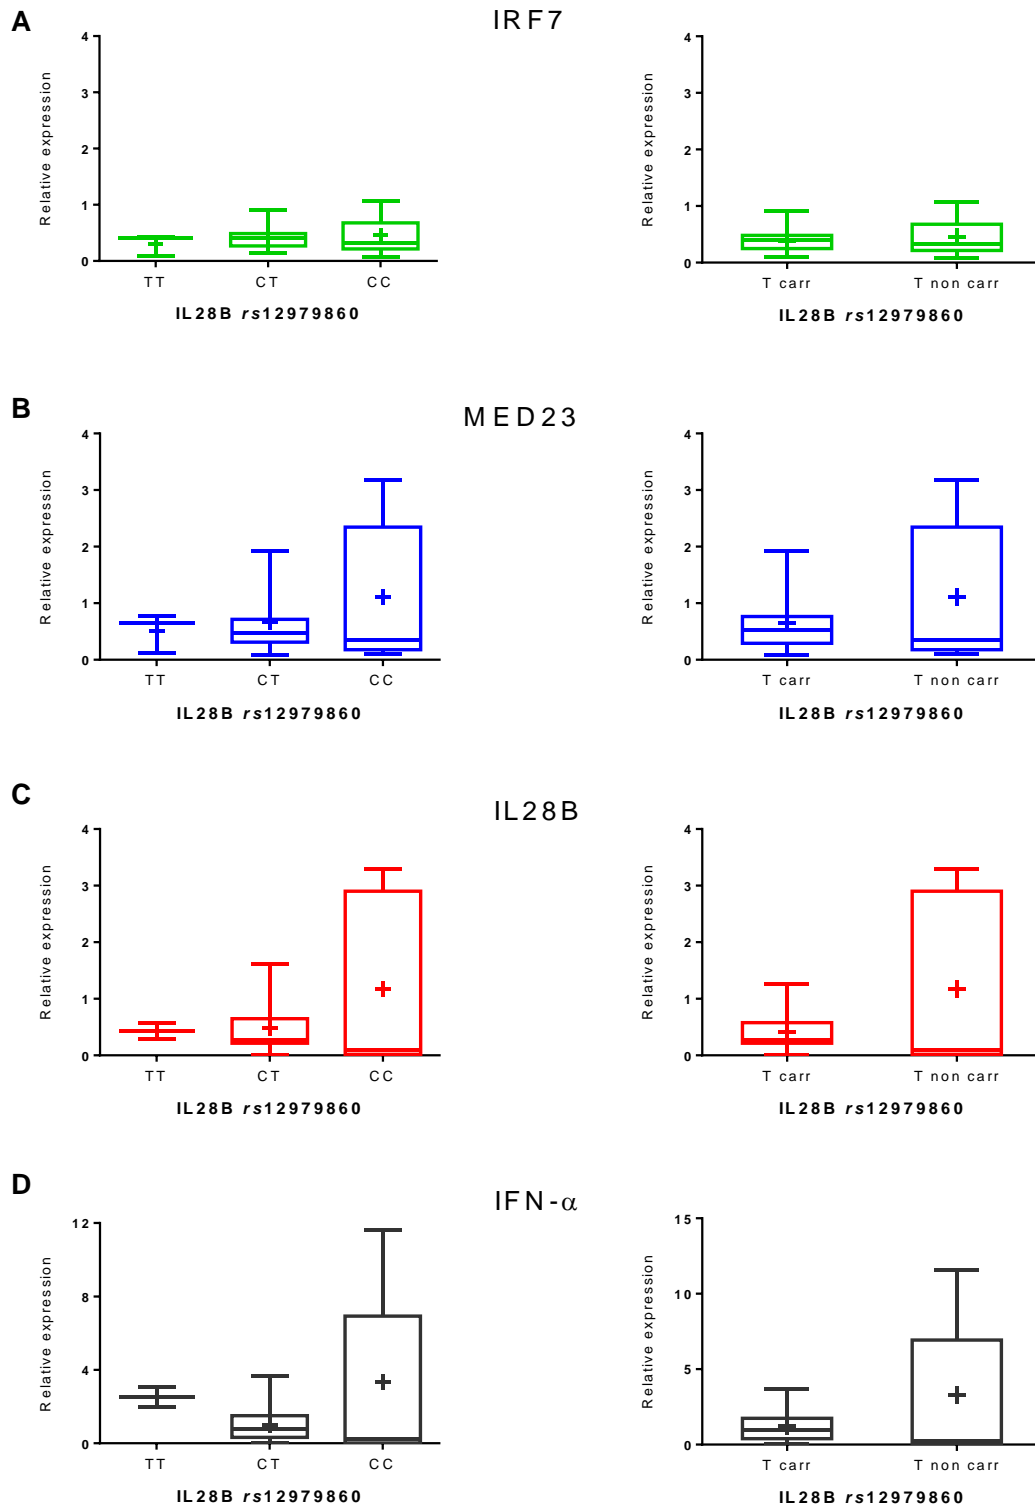 A
IRF7
Relative expression
4
3
2
1
0
TT CT CC
IL28B rs12979860
Relative expression
4
3
2
1
0
T carr T non carr
IL28B rs12979860
B
MED23
Relative expression
4
3
2
1
0
TT CT CC
IL28B rs12979860
Relative expression
4
3
2
1
0
T carr T non carr
IL28B rs12979860
C
IL28B
Relative expression
4
3
2
1
0
TT CT CC
IL28B rs12979860
Relative expression
4
3
2
1
0
T carr T non carr
IL28B rs12979860
D
IFN-α
Relative expression
12
8
4
0
TT CT CC
IL28B rs12979860
Relative expression
15
10
5
0
T carr T non carr
IL28B rs12979860